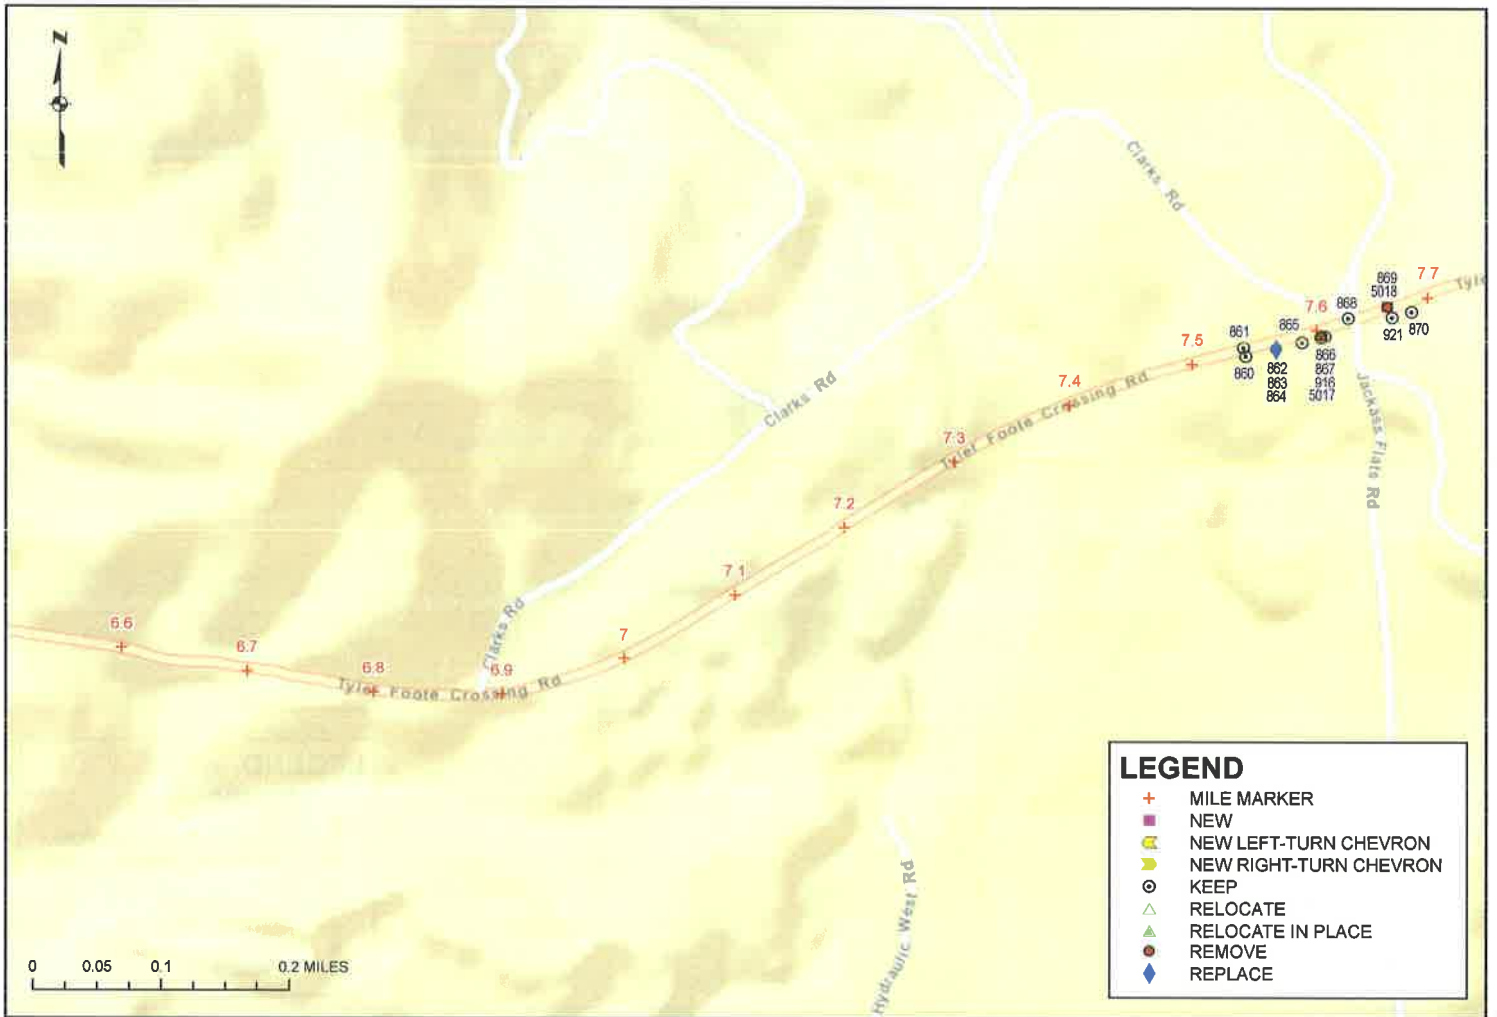 N
Clarks Rd
869
5018
7.7
Tyle
868
7.6
865
861
7.5
921
870
860
862
863
864
866
867
916
5017
7.4
Clarks Rd
Jackass Flats Rd
7.3
Tyler Foote Crossing Rd
7.2
7.1
Clarks Rd
6.6
6.7
6.8
6.9
7
Tyler Foote Crossing Rd
Hydraulic West Rd
LEGEND
MILE MARKER
NEW
NEW LEFT-TURN CHEVRON
NEW RIGHT-TURN CHEVRON
KEEP
RELOCATE
RELOCATE IN PLACE
REMOVE
REPLACE
0 0.05 0.1 0.2 MILES